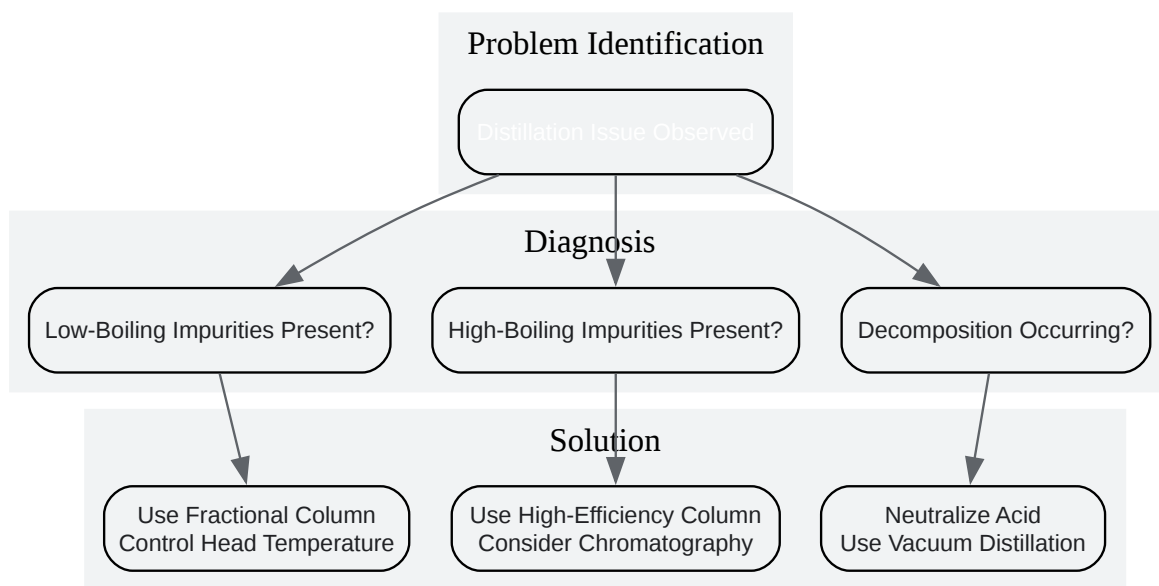 Problem Identification
Distillation Issue Observed
Diagnosis
Low-Boiling Impurities Present?
High-Boiling Impurities Present?
Decomposition Occurring?
Solution
Use Fractional Column
Control Head Temperature
Use High-Efficiency Column
Consider Chromatography
Neutralize Acid
Use Vacuum Distillation